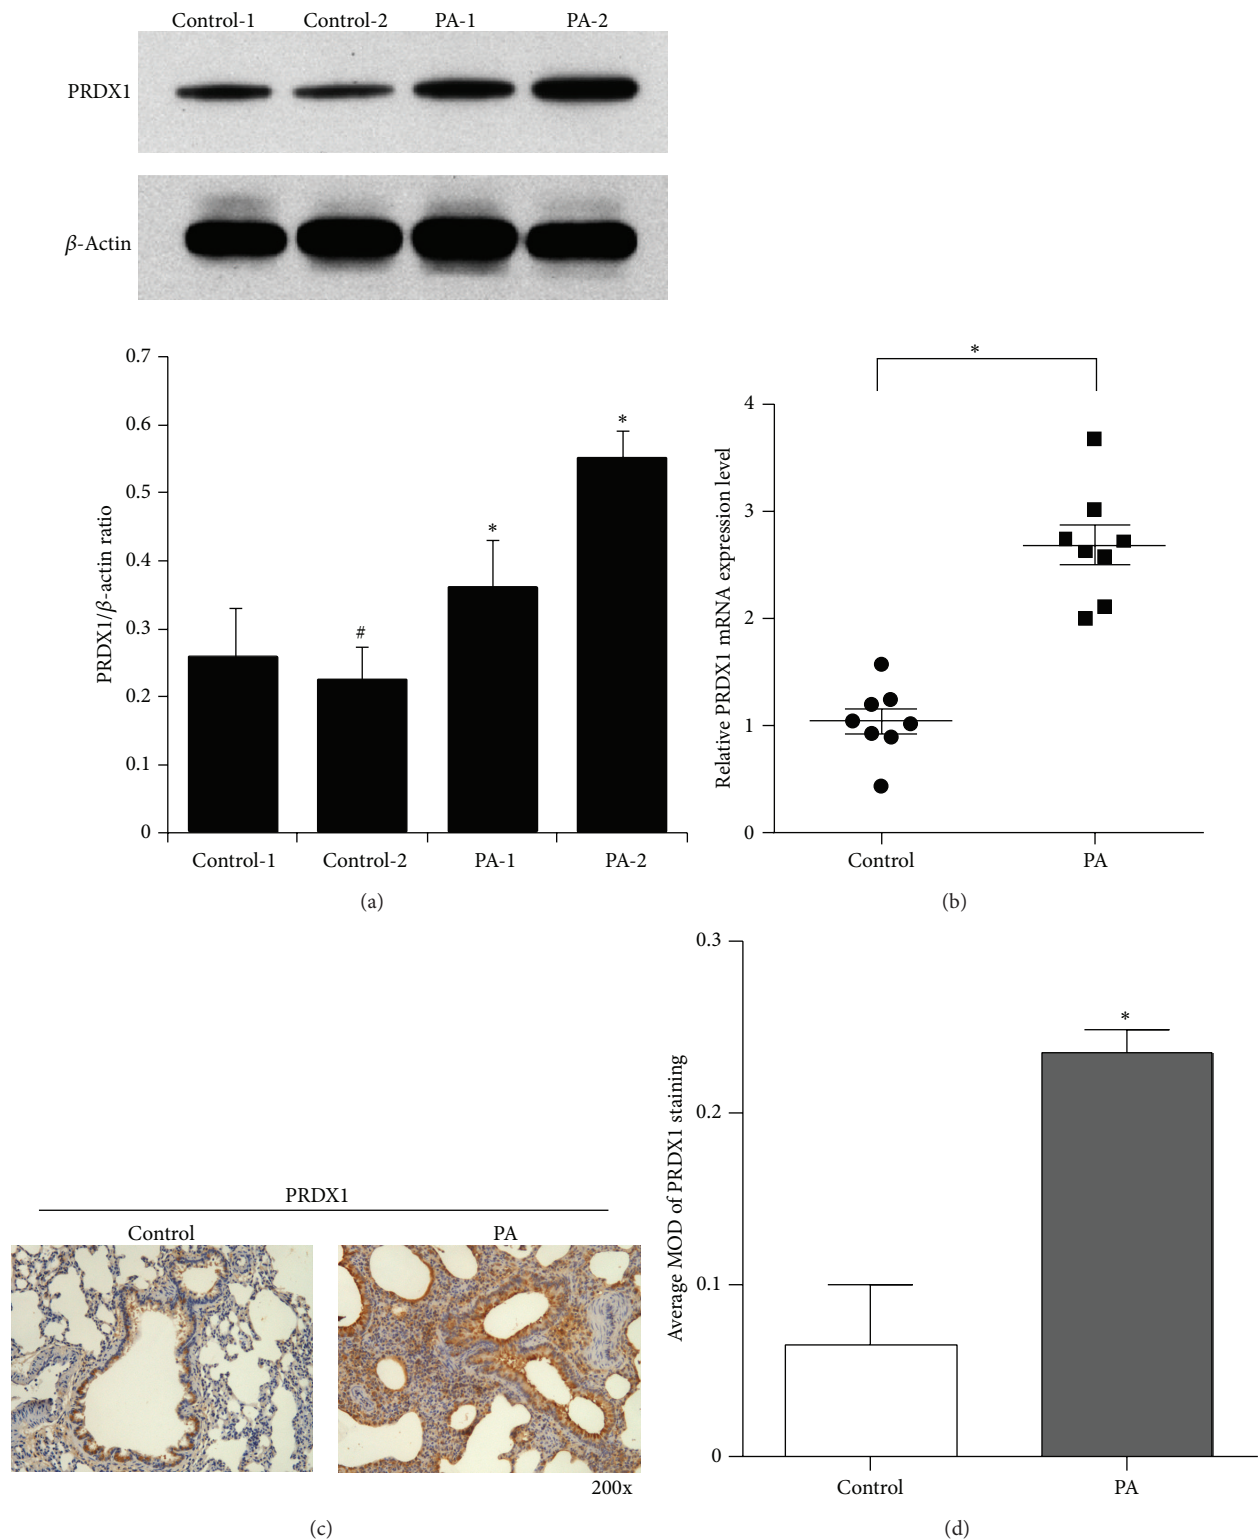 Control-1 Control-2 PA-1 PA-2
PRDX1
β-Actin
0.7
0.6
0.5
0.4
0.3
0.2
0.1
0
PRDX1/β-actin ratio
#
*
*
Control-1 Control-2 PA-1 PA-2
(a)
*
4
3
2
1
0
Relative PRDX1 mRNA expression level
Control PA
(b)
PRDX1
Control PA
200x
(c)
0.3
0.2
0.1
0
Average MOD of PRDX1 staining
*
Control PA
(d)